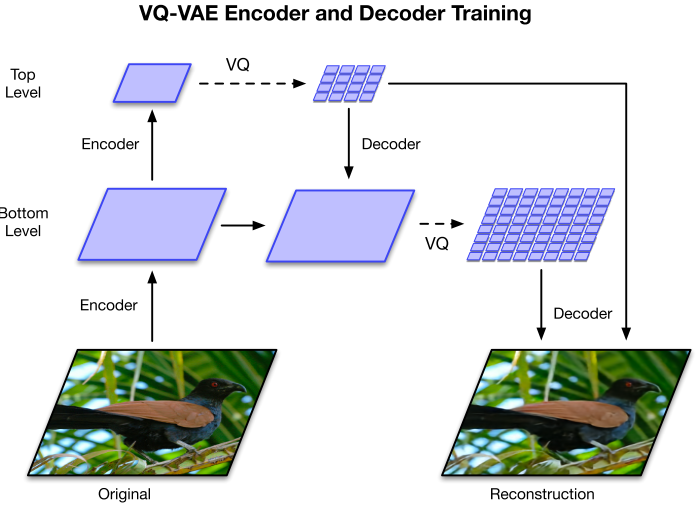 VQ-VAE Encoder and Decoder Training
Top
Level
VQ
Encoder
Decoder
Bottom
Level
VQ
Encoder
Decoder
Original
Reconstruction